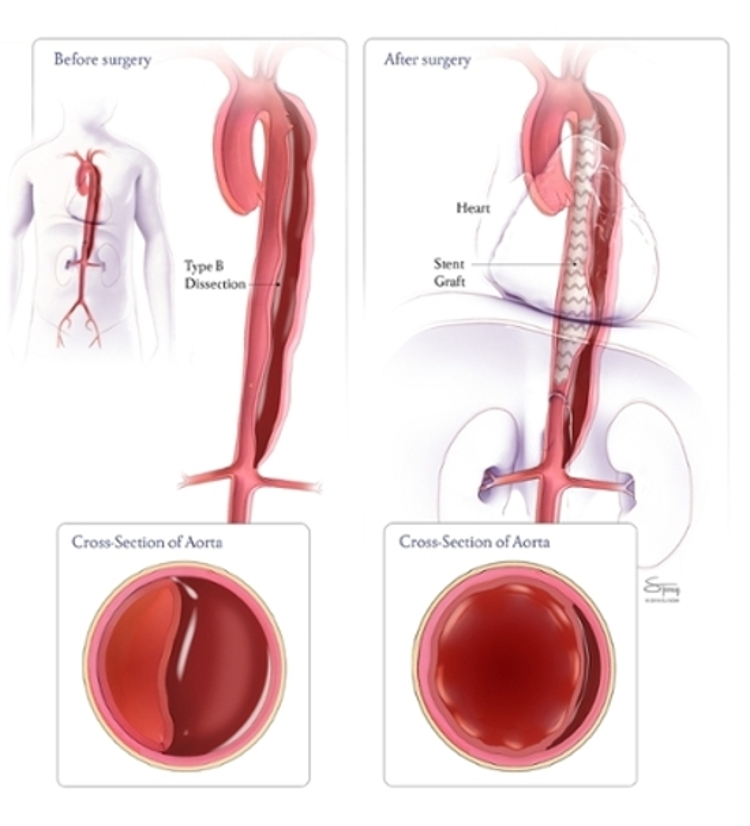 Before surgery
Type B
Dissection
Cross-Section of Aorta
After surgery
Heart
Stent
Graft
Cross-Section of Aorta